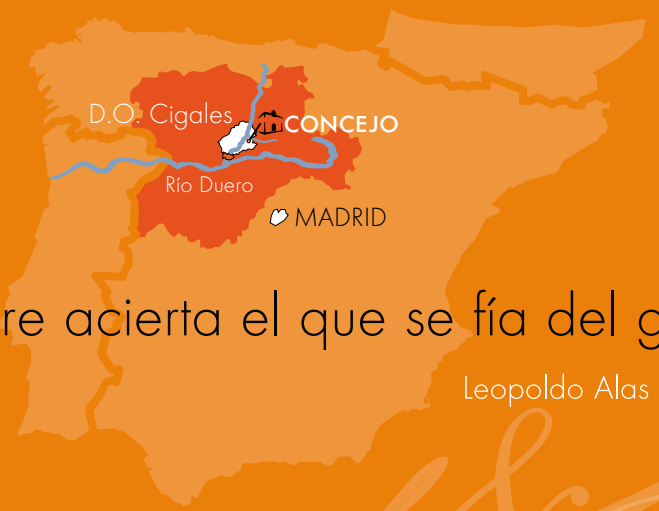 D.O. Cigales
CONCEJO
Río Duero
MADRID
re acierta el que se fía del g
Leopoldo Alas